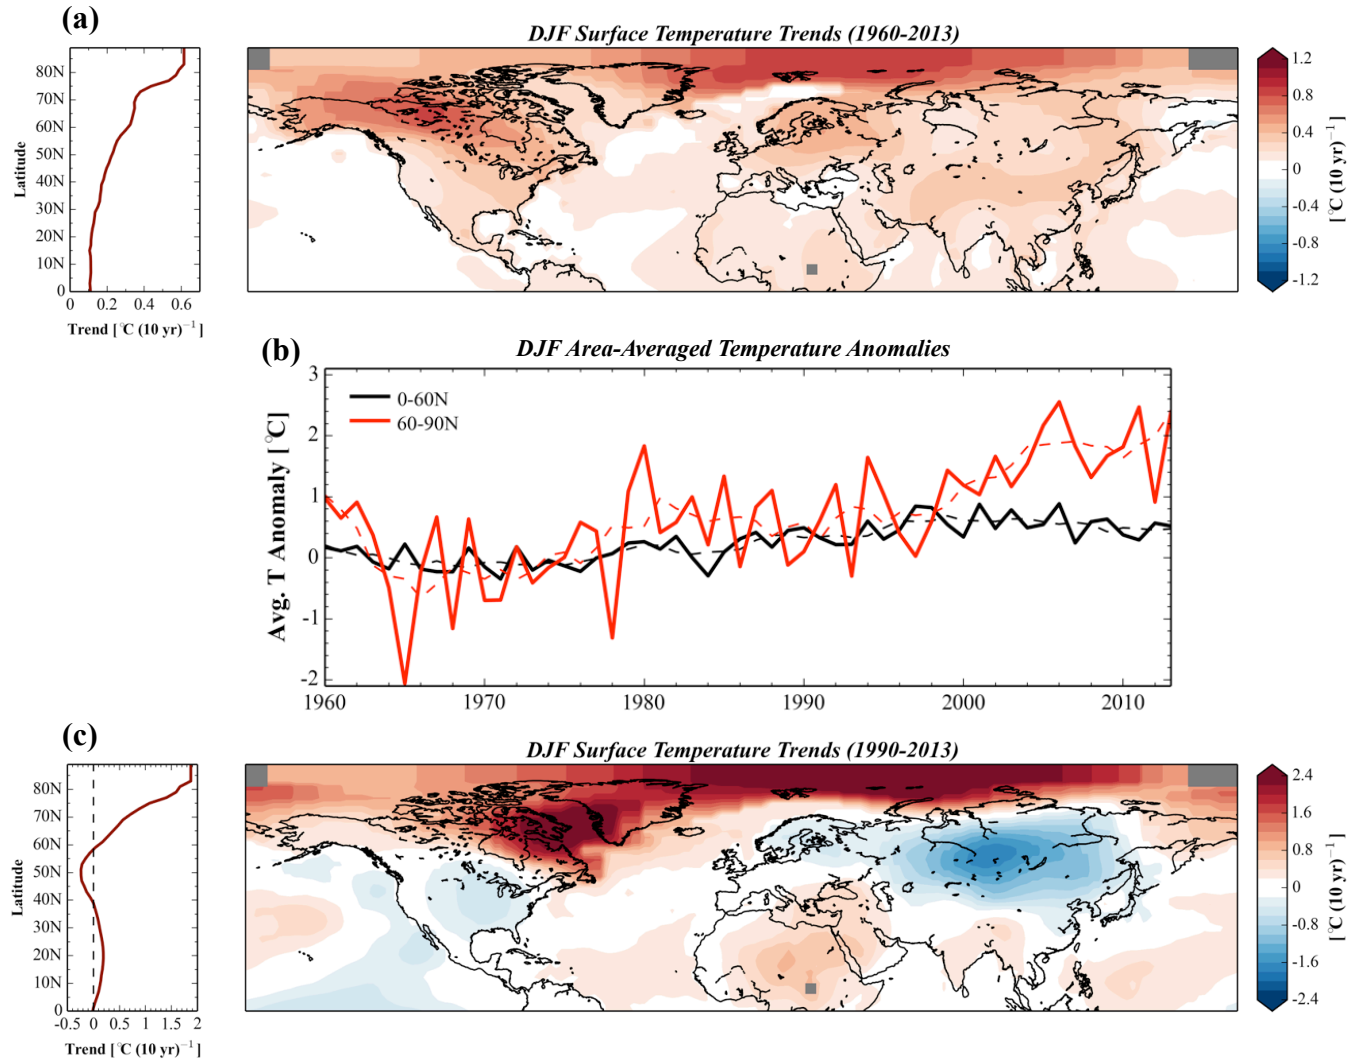 (a)
DJF Surface Temperature Trends (1960-2013)
80N
70N
60N
50N
40N
30N
20N
10N
0
Latitude
0 0.2 0.4 0.6
Trend [°C (10 yr)⁻¹]
1.2
0.8
0.4
0
-0.4
-0.8
-1.2
[°C (10 yr)⁻¹]
(b)
DJF Area-Averaged Temperature Anomalies
3
2
1
0
-1
-2
Avg. T Anomaly [°C]
0-60N
60-90N
1960 1970 1980 1990 2000 2010
(c)
DJF Surface Temperature Trends (1990-2013)
80N
70N
60N
50N
40N
30N
20N
10N
0
Latitude
-0.5 0 0.5 1 1.5 2
Trend [°C (10 yr)⁻¹]
2.4
1.6
0.8
0
-0.8
-1.6
-2.4
[°C (10 yr)⁻¹]